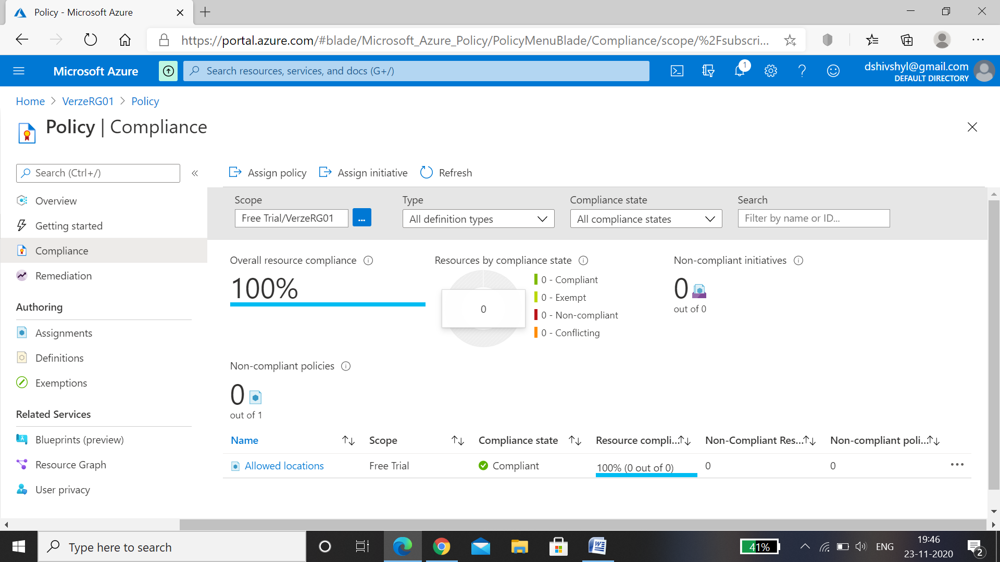 Policy - Microsoft Azure
https://portal.azure.com/#blade/Microsoft_Azure_Policy/PolicyMenuBlade/Compliance/scope/%2Fsubscri...
Microsoft Azure
Search resources, services, and docs (G+/)
1
dshivshyl@gmail.com
DEFAULT DIRECTORY
Home > VerzeRG01 > Policy
Policy | Compliance
Search (Ctrl+/)
«
Overview
Getting started
Compliance
Remediation
Authoring
Assignments
Definitions
Exemptions
Related Services
Blueprints (preview)
Resource Graph
User privacy
Assign policy Assign initiative Refresh
Scope Type Compliance state Search
Free Trial/VerzeRG01 ... All definition types All compliance states Filter by name or ID...
Overall resource compliance
100%
Resources by compliance state
0
0 - Compliant
0 - Exempt
0 - Non-compliant
0 - Conflicting
Non-compliant initiatives
0
out of 0
Non-compliant policies
0
out of 1
Name Scope Compliance state Resource compli... Non-Compliant Res... Non-compliant poli...
Allowed locations Free Trial Compliant 100% (0 out of 0) 0 0
Type here to search
41%
ENG
19:46
23-11-2020
2